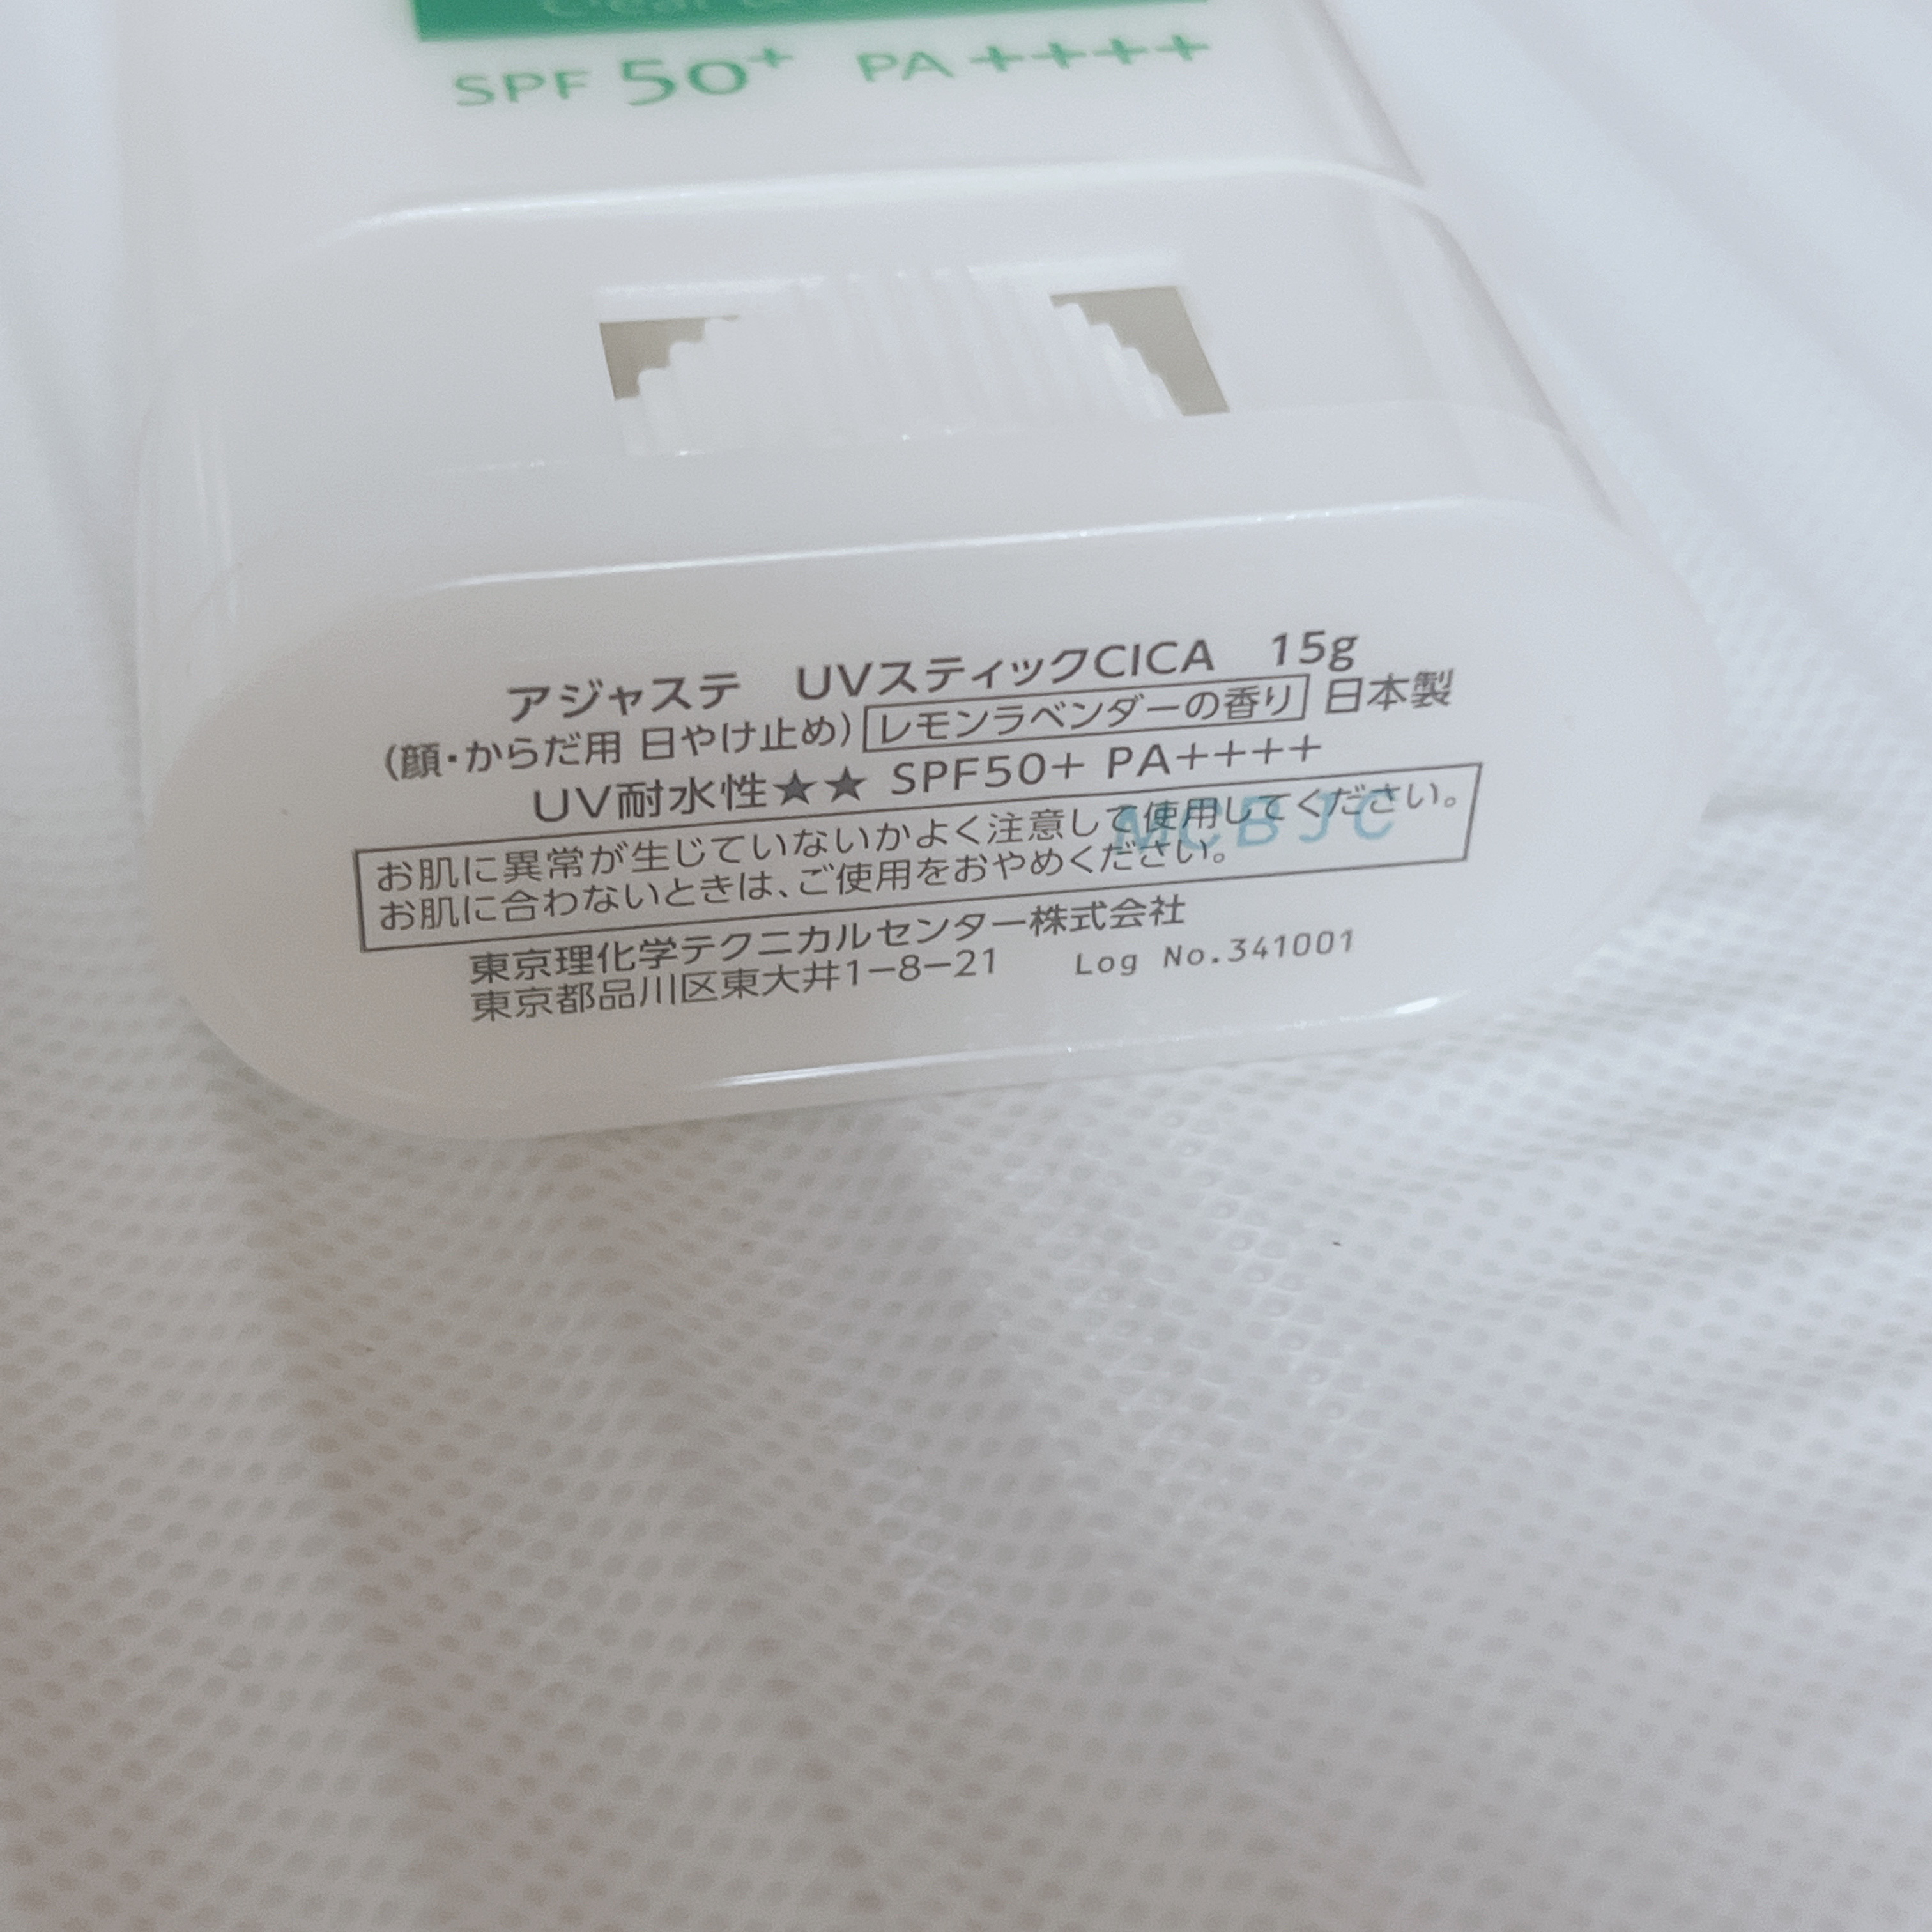 SPF 50+ PA++++
アジャステ UVスティックCICA 15g
(顔・からだ用 日やけ止め) レモンラベンダーの香り 日本製
UV耐水性★★ SPF50+ PA++++
お肌に異常が生じていないかよく注意して使用してください。
MCBJC
お肌に合わないときは、ご使用をおやめください。
東京理化学テクニカルセンター株式会社
東京都品川区東大井1-8-21 Log No.341001